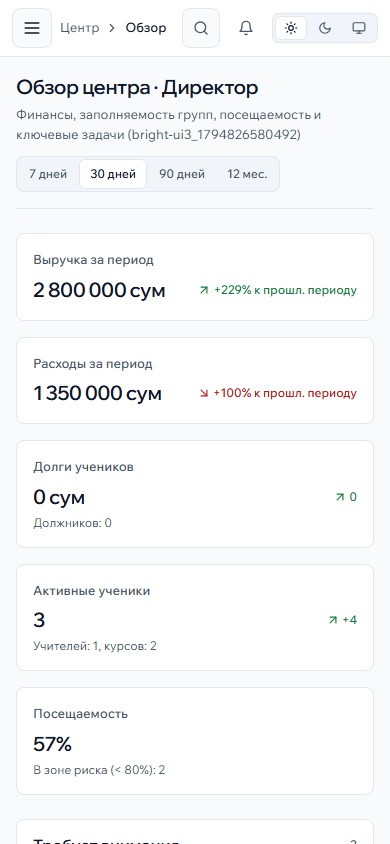 Центр > Обзор
Обзор центра · Директор
Финансы, заполняемость групп, посещаемость и
ключевые задачи (bright-ui3_1794826580492)
7 дней 30 дней 90 дней 12 мес.
Выручка за период
2 800 000 сум +229% к прошл. периоду
Расходы за период
1 350 000 сум +100% к прошл. периоду
Долги учеников
0 сум 0
Должников: 0
Активные ученики
3 +4
Учителей: 1, курсов: 2
Посещаемость
57%
В зоне риска (< 80%): 2